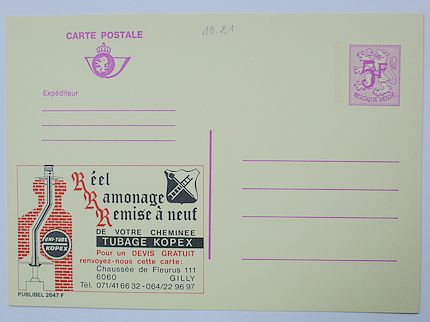 10.21
CARTE POSTALE
5F
BELGIQUE-BELGIE
Expéditeur
Réel
Ramonage
Remise à neuf
DE VOTRE CHEMINEE
TUBAGE KOPEX
UNI-TUBE
KOPEX
Pour un DEVIS GRATUIT
renvoyez-nous cette carte:
Chaussée de Fleurus 111
6060 GILLY
Tél. 071/41 66 32 - 064/22 96 97
PUBLIBEL 2647 F